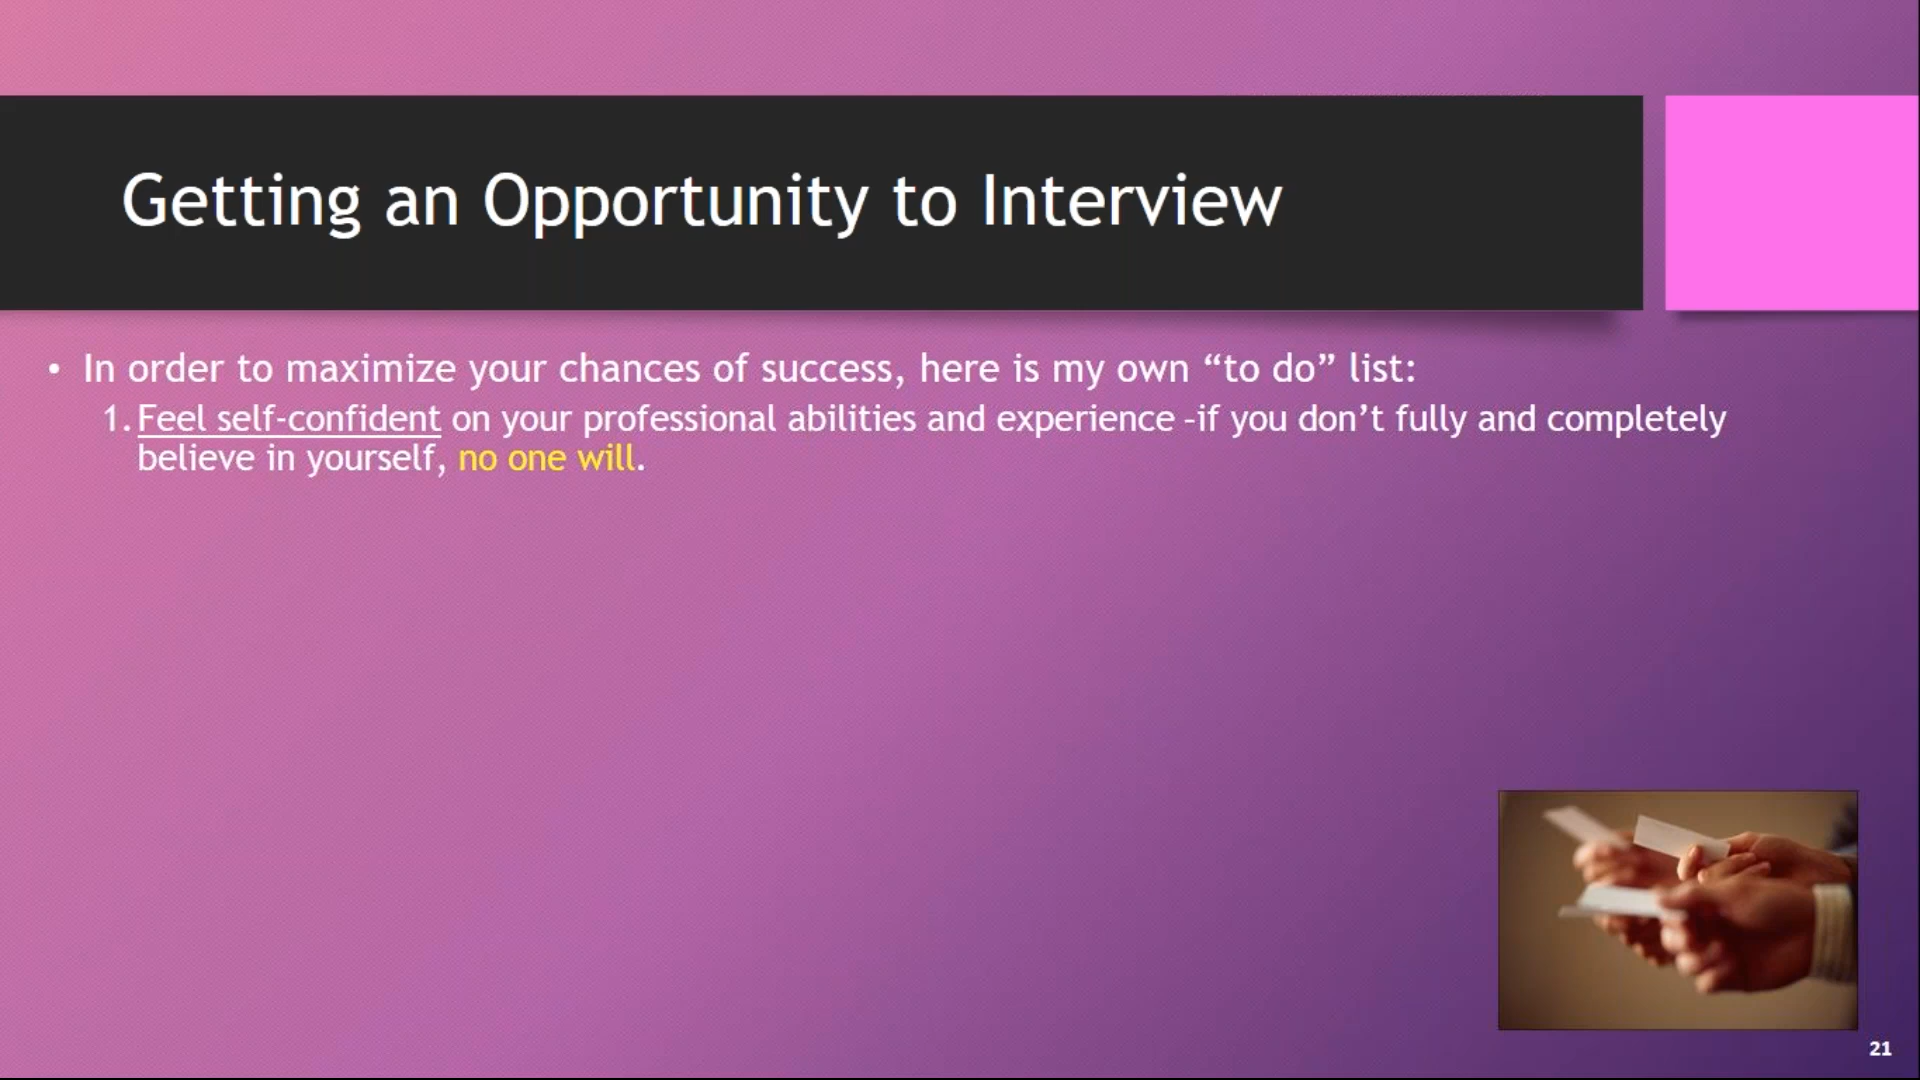 Getting an Opportunity to Interview
• In order to maximize your chances of success, here is my own “to do” list:
1. Feel self-confident on your professional abilities and experience –if you don’t fully and completely
believe in yourself, no one will.
21